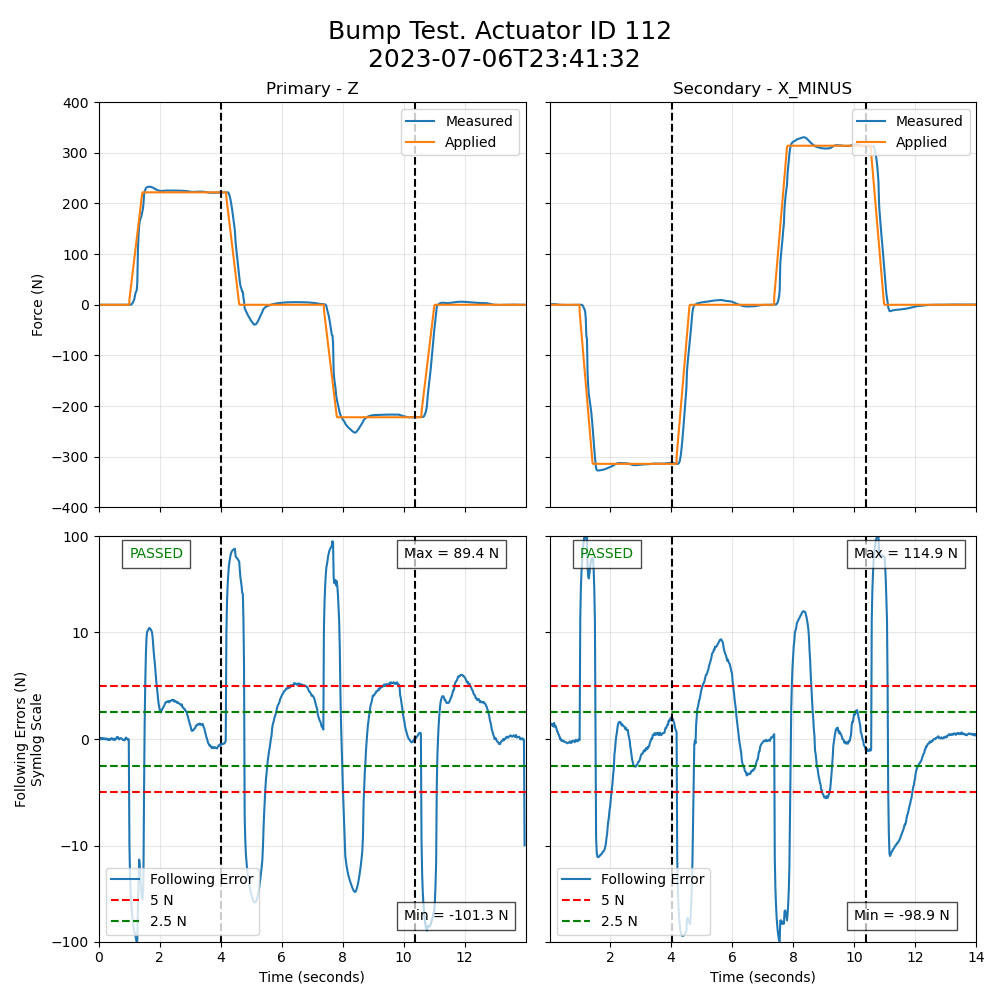 Bump Test. Actuator ID 112
2023-07-06T23:41:32
Primary - Z
Secondary - X_MINUS
400
300
200
100
0
−100
−200
−300
−400
Force (N)
Measured
Applied
Measured
Applied
100
10
0
−10
−100
Following Errors (N)
Symlog Scale
PASSED
Max = 89.4 N
Following Error
5 N
2.5 N
Min = -101.3 N
0
2
4
6
8
10
12
Time (seconds)
PASSED
Max = 114.9 N
Following Error
5 N
2.5 N
Min = -98.9 N
2
4
6
8
10
12
14
Time (seconds)